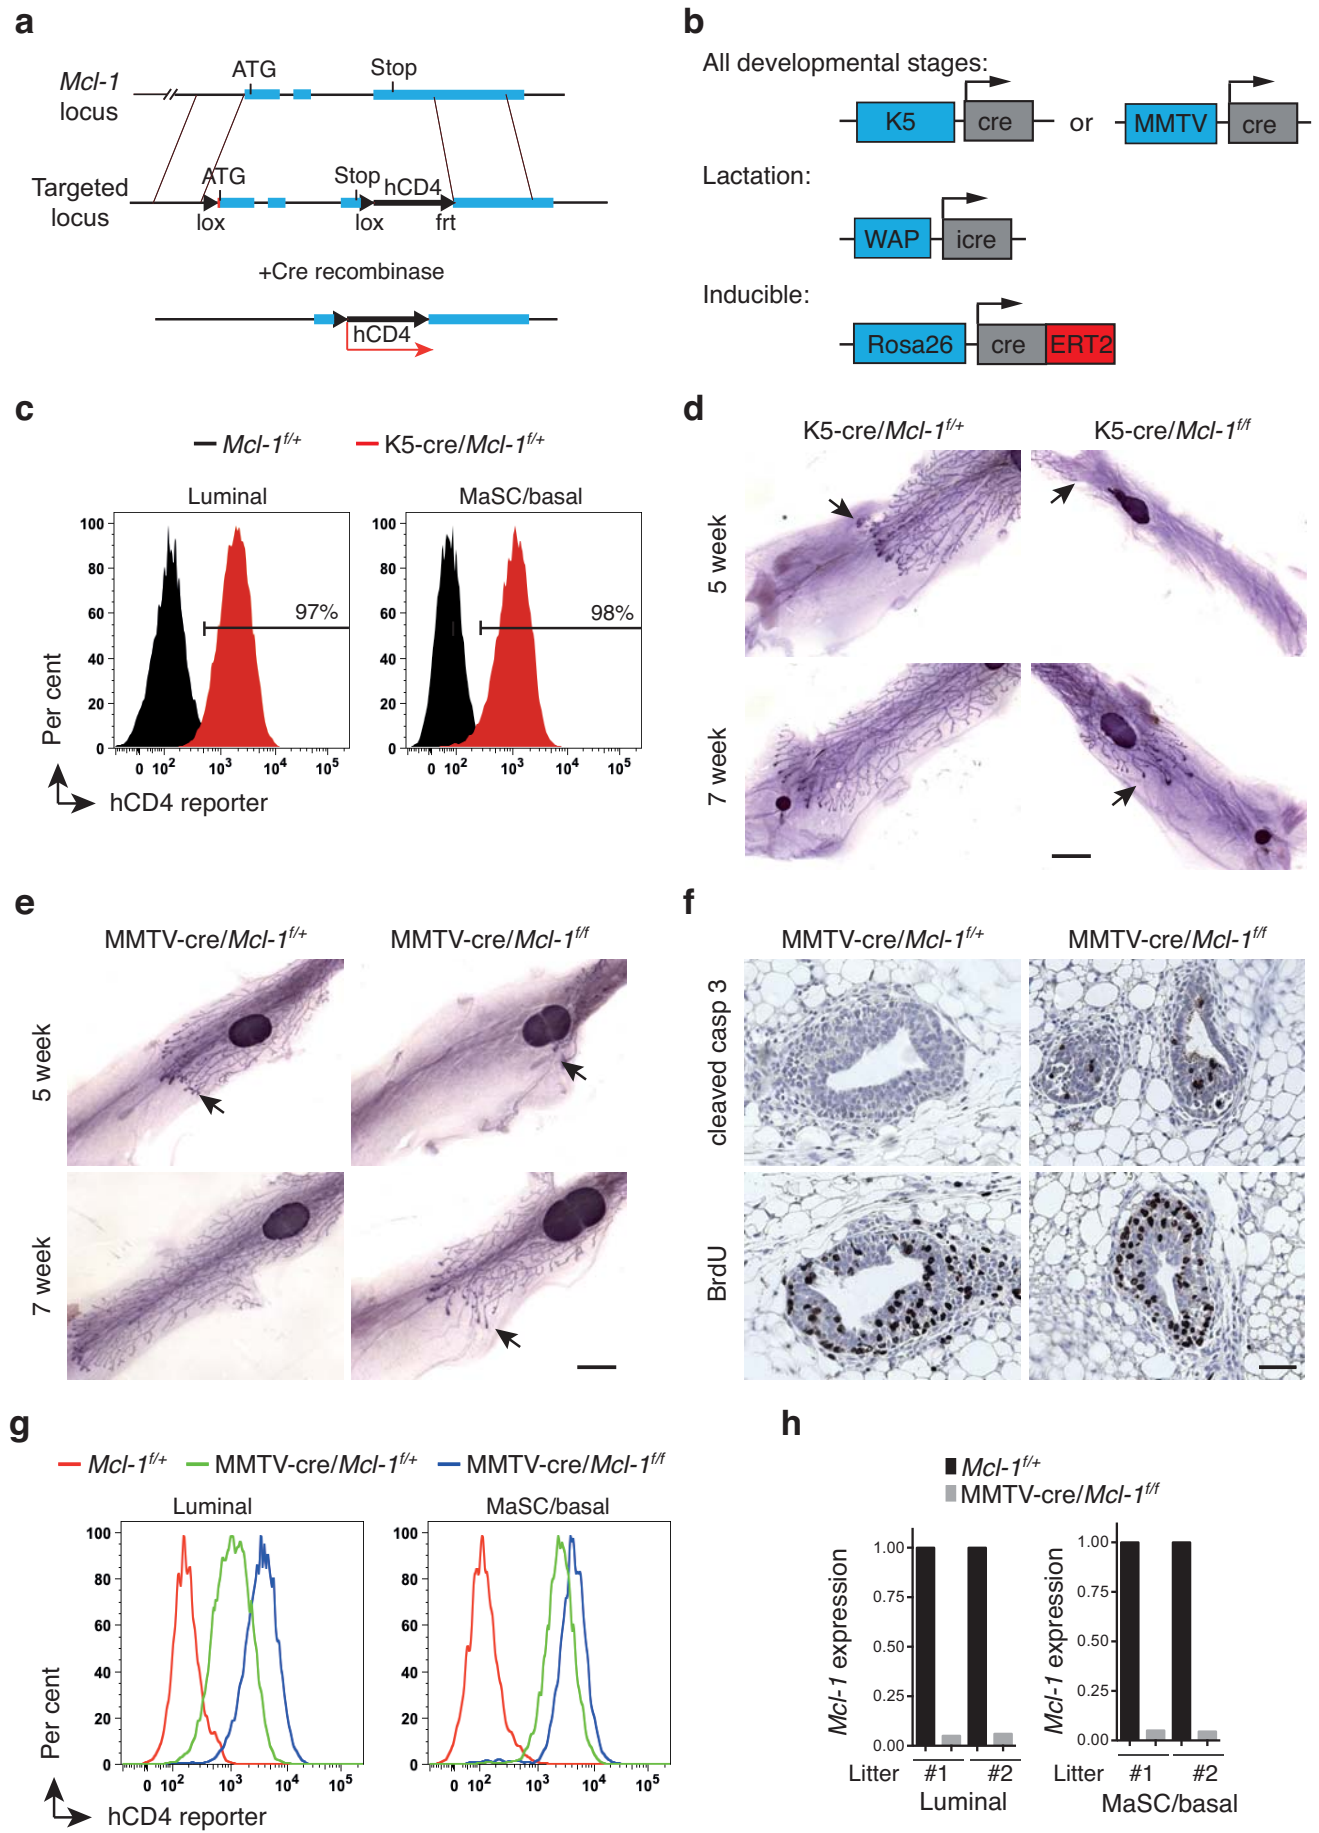 a
Mcl-1
locus
ATG
Stop
Targeted
locus
ATG
Stop
hCD4
lox
lox
frt
+Cre recombinase
hCD4
b
All developmental stages:
K5
cre
or
MMTV
cre
Lactation:
WAP
icre
Inducible:
Rosa26
cre
ERT2
c
Mcl-1f/+
K5-cre/Mcl-1f/+
Luminal
MaSC/basal
100
80
60
40
20
0
97%
0 10² 10³ 10⁴ 10⁵
100
80
60
40
20
0
98%
0 10² 10³ 10⁴ 10⁵
Per cent
hCD4 reporter
d
K5-cre/Mcl-1f/+
K5-cre/Mcl-1f/f
5 week
7 week
e
MMTV-cre/Mcl-1f/+
MMTV-cre/Mcl-1f/f
5 week
7 week
f
MMTV-cre/Mcl-1f/+
MMTV-cre/Mcl-1f/f
cleaved casp 3
BrdU
g
Mcl-1f/+
MMTV-cre/Mcl-1f/+
MMTV-cre/Mcl-1f/f
Luminal
MaSC/basal
100
80
60
40
20
0
0 10² 10³ 10⁴ 10⁵
100
80
60
40
20
0
0 10² 10³ 10⁴ 10⁵
Per cent
hCD4 reporter
h
Mcl-1f/+
MMTV-cre/Mcl-1f/f
Mcl-1 expression
1.00
0.75
0.50
0.25
0.00
Litter #1 #2
Luminal
Mcl-1 expression
1.00
0.75
0.50
0.25
0.00
Litter #1 #2
MaSC/basal